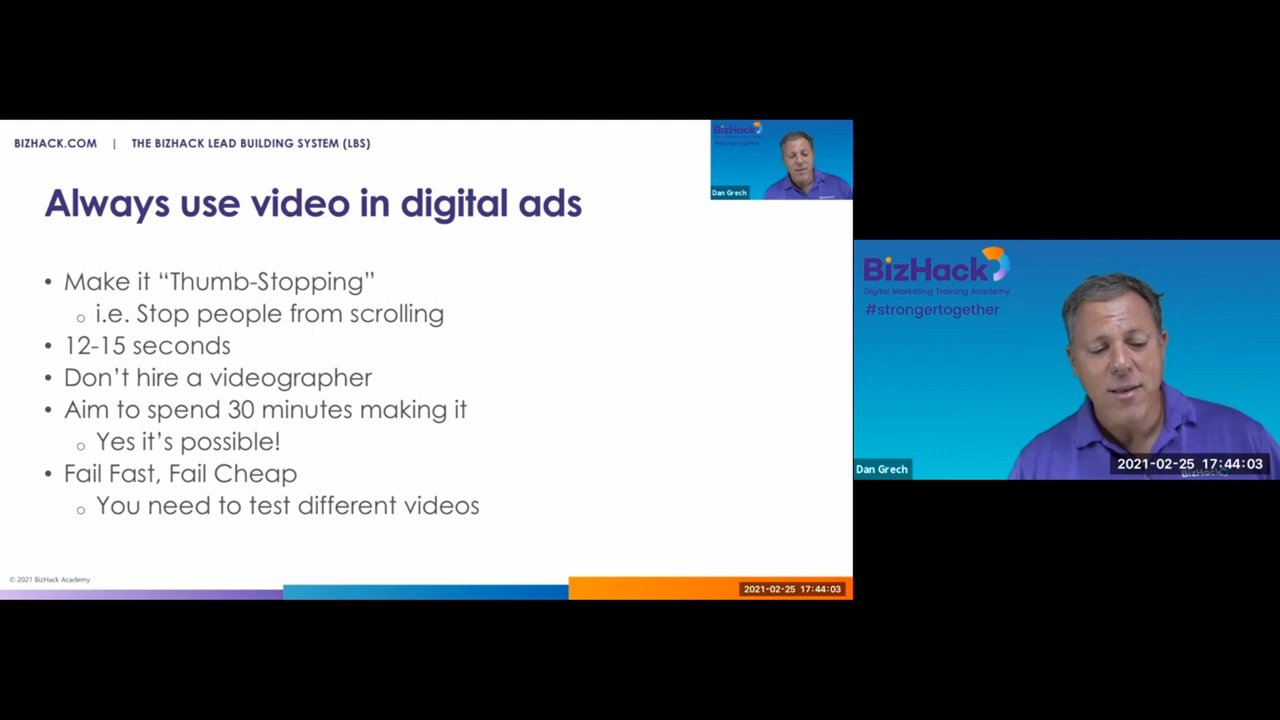 BIZHACK.COM | THE BIZHACK LEAD BUILDING SYSTEM (LBS)
BizHack
#strongertogether
Dan Grech
Always use video in digital ads
• Make it “Thumb-Stopping”
o i.e. Stop people from scrolling
• 12-15 seconds
• Don’t hire a videographer
• Aim to spend 30 minutes making it
o Yes it’s possible!
• Fail Fast, Fail Cheap
o You need to test different videos
© 2021 BizHack Academy
2021-02-25 17:44:03
BizHack
Digital Marketing Training Academy
#strongertogether
Dan Grech
2021-02-25 17:44:03
BizHack